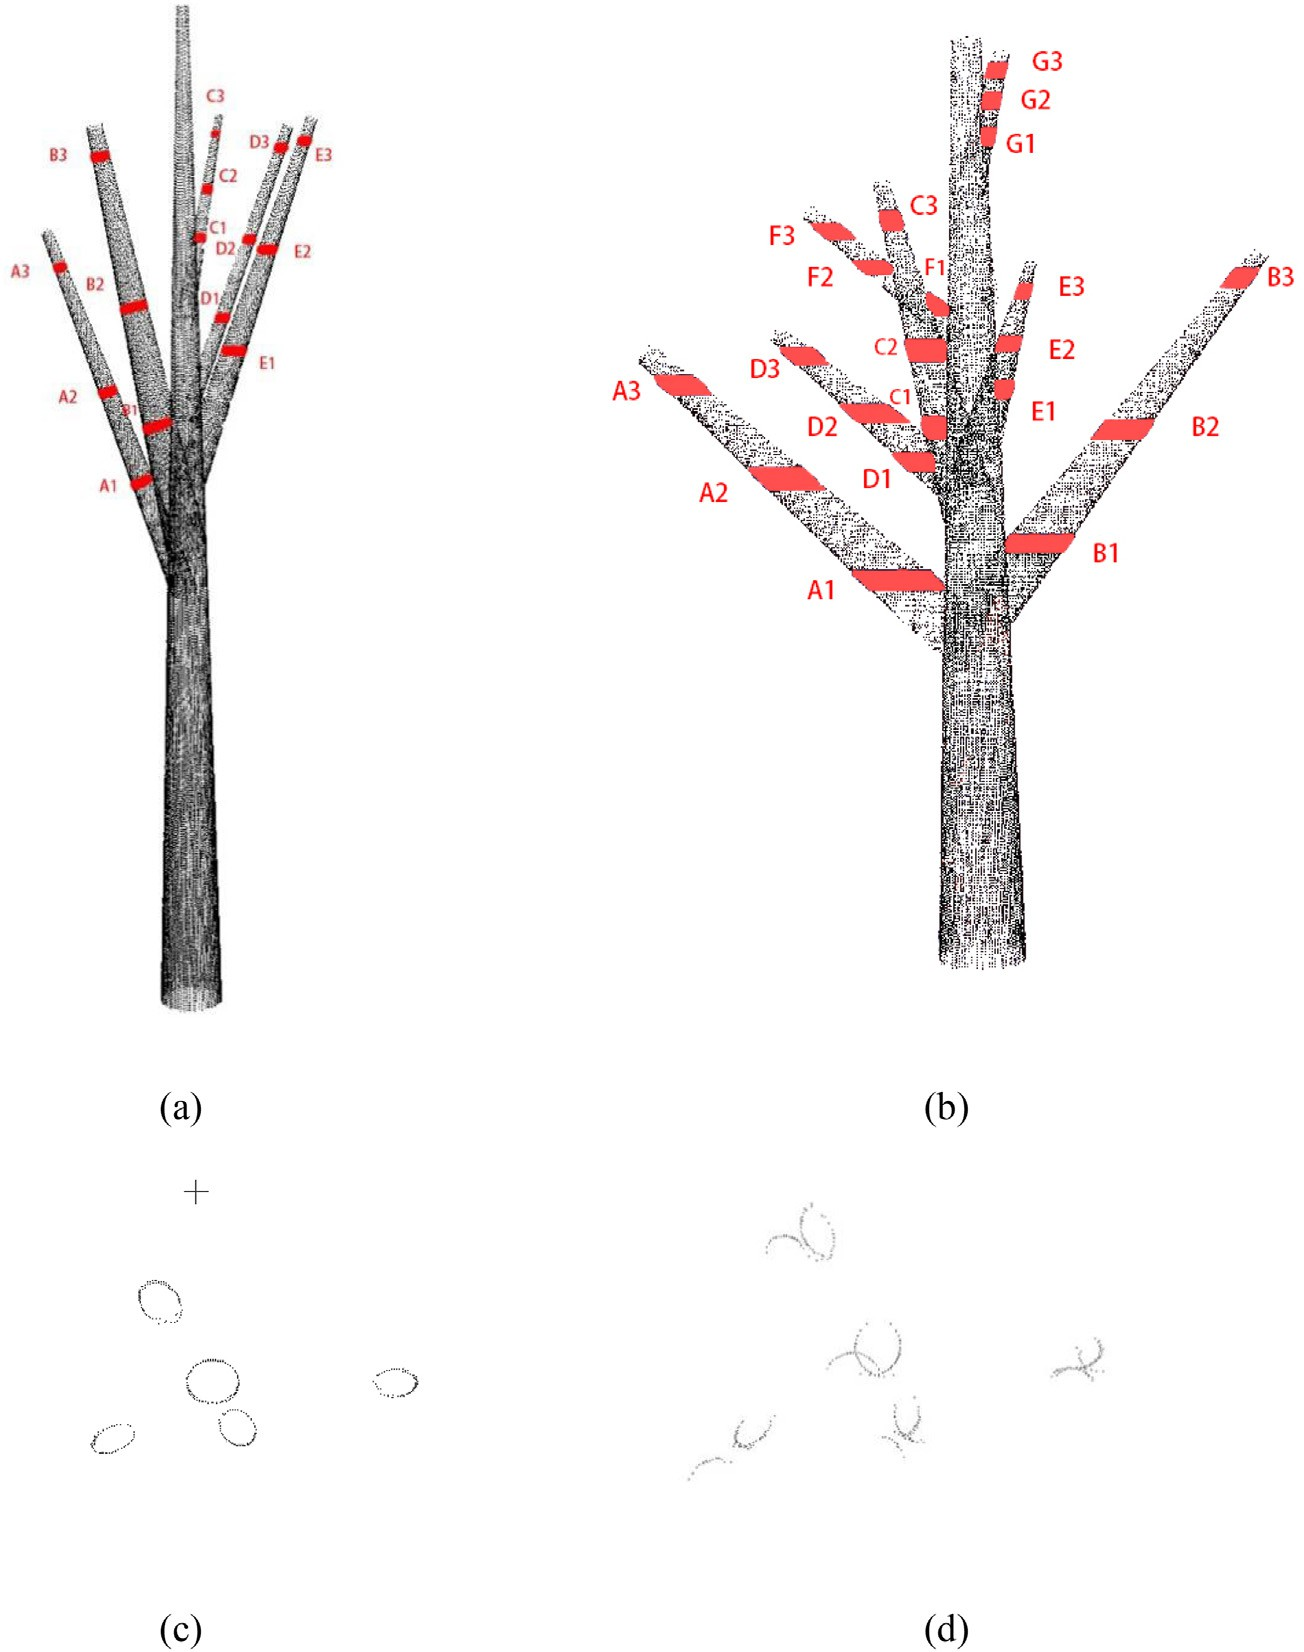 C3
B3
D3
E3
C2
C1
D2
E2
A3
B2
D1
E1
A2
B1
A1
G3
G2
G1
C3
F3
F2
F1
E3
B3
C2
E2
D3
A3
C1
E1
D2
B2
D1
A2
B1
A1
(a)
(b)
(c)
(d)